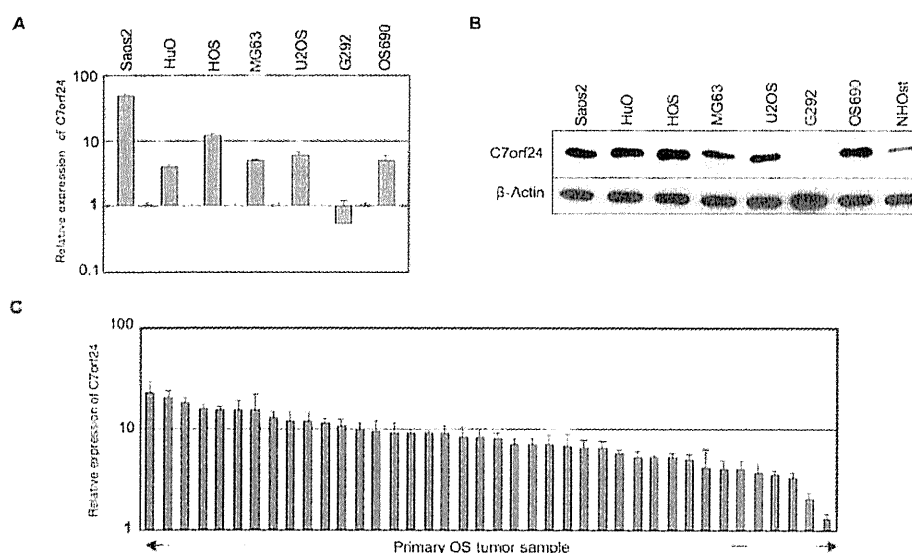 A
Saos2
HuO
HOS
MG63
U2OS
G292
OS690
Relative expression of C7orf24
100
10
1
0.1
B
Saos2
HuO
HOS
MG63
U2OS
G292
OS690
NHOst
C7orf24
β-Actin
C
Relative expression of C7orf24
100
10
1
Primary OS tumor sample